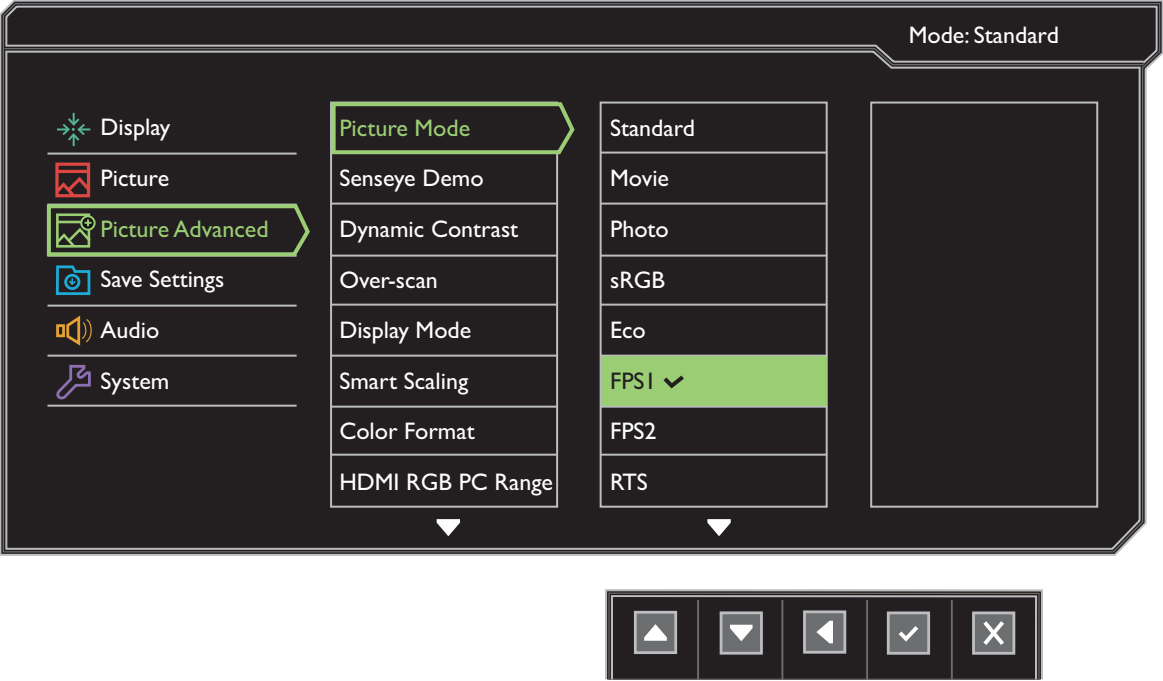 Mode: Standard
Display
Picture
Picture Advanced
Save Settings
Audio
System
Picture Mode
Senseye Demo
Dynamic Contrast
Over-scan
Display Mode
Smart Scaling
Color Format
HDMI RGB PC Range
Standard
Movie
Photo
sRGB
Eco
FPS1
FPS2
RTS